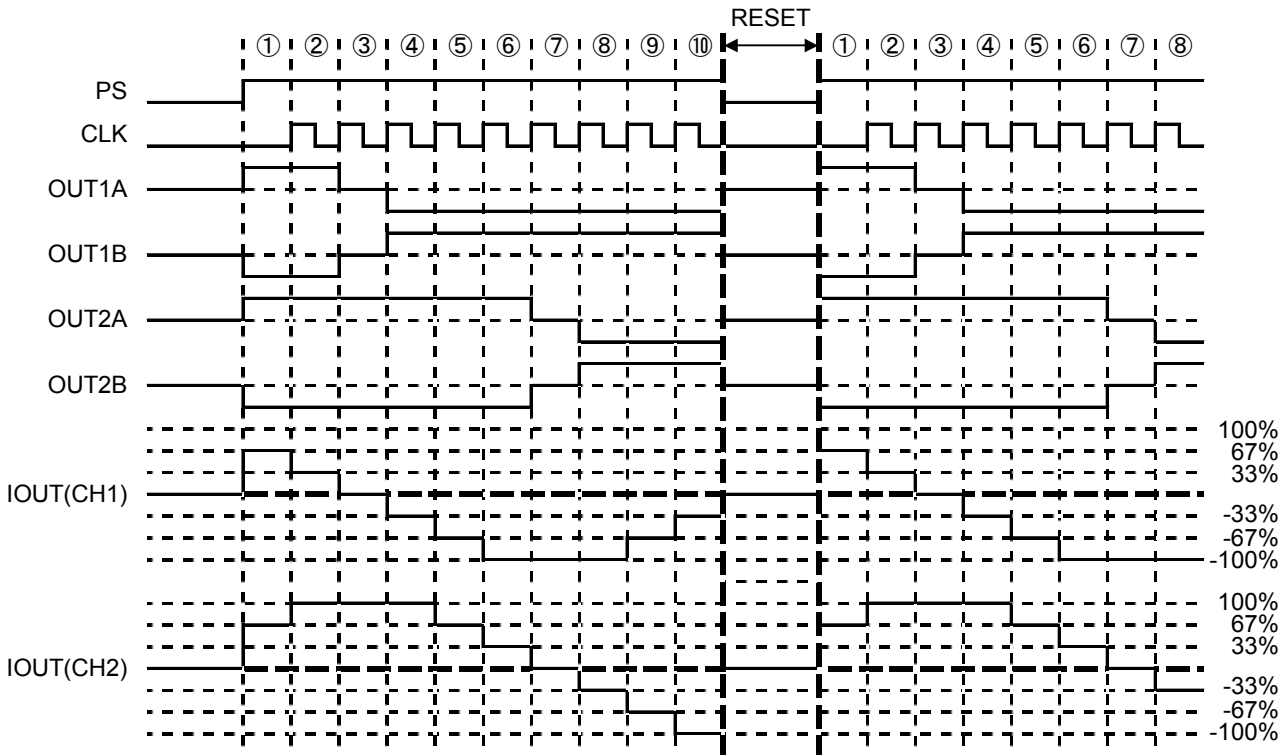 RESET
① ② ③ ④ ⑤ ⑥ ⑦ ⑧ ⑨ ⑩ ① ② ③ ④ ⑤ ⑥ ⑦ ⑧
PS
CLK
OUT1A
OUT1B
OUT2A
OUT2B
100%
67%
33%
IOUT(CH1)
-33%
-67%
-100%
100%
67%
33%
IOUT(CH2)
-33%
-67%
-100%